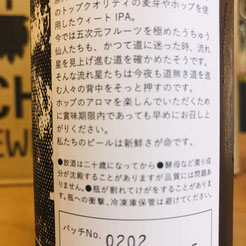 のトップクオリティの麦芽やホップを使
用したウィート IPA。
今では五次元フルーツを極めたうちゅう
仙人たちも、かつて道に迷った時、流れ
星を見上げ進む道を確かめそうです。
そんな流れ星たちは今夜も道無き道を進
む人々の背中をそっと押すのです。
ホップのアロマを楽しんでいただくため
に賞味期限内であっても早めにお召し上
がりください。
私たちのビールは新鮮さが命です。
●飲酒は二十歳になってから●酵母など濁り成
分が沈殿することがありますが品質には問題あ
りません。●瓶が割れてけがをすることがありま
す。瓶への衝撃、冷凍庫保管は避けてください。
バッチNo. 0202